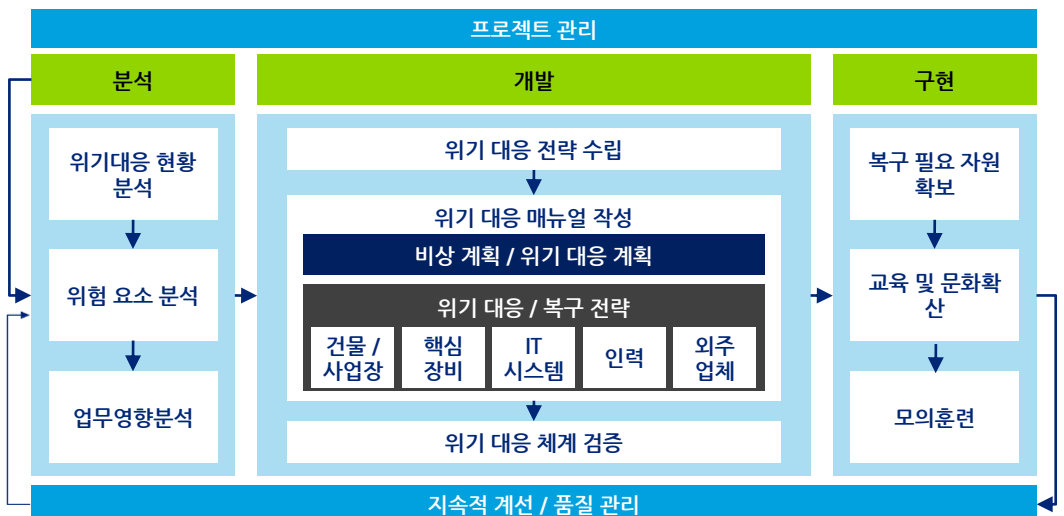 프로젝트 관리
분석
개발
구현
위기대응 현황
분석
위험 요소 분석
업무영향분석
위기 대응 전략 수립
위기 대응 매뉴얼 작성
비상 계획 / 위기 대응 계획
위기 대응 / 복구 전략
건물 /
사업장
핵심
장비
IT
시스템
인력
외주
업체
위기 대응 체계 검증
복구 필요 자원
확보
교육 및 문화확
산
모의훈련
지속적 계선 / 품질 관리